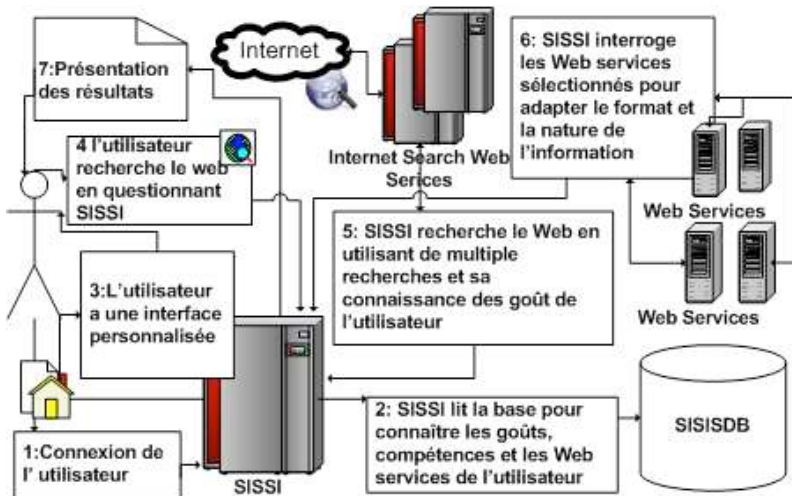 7:Présentation
des résultats
Internet
6: SISSI interroge
les Web services
sélectionnés pour
adapter le format et
la nature de
l'information
4 l'utilisateur
recherche le web
en questionnant
SISSI
Internet Search Web
Serices
Web Services
5: SISSI recherche le Web en
utilisant de multiple
recherches et sa
connaissance des goût de
l'utilisateur
3:L'utilisateur
a une interface
personnalisée
Web Services
2: SISSI lit la base pour
connaître les goûts,
compétences et les Web
services de l'utilisateur
SISISDB
1:Connexion de
l' utilisateur
SISSI